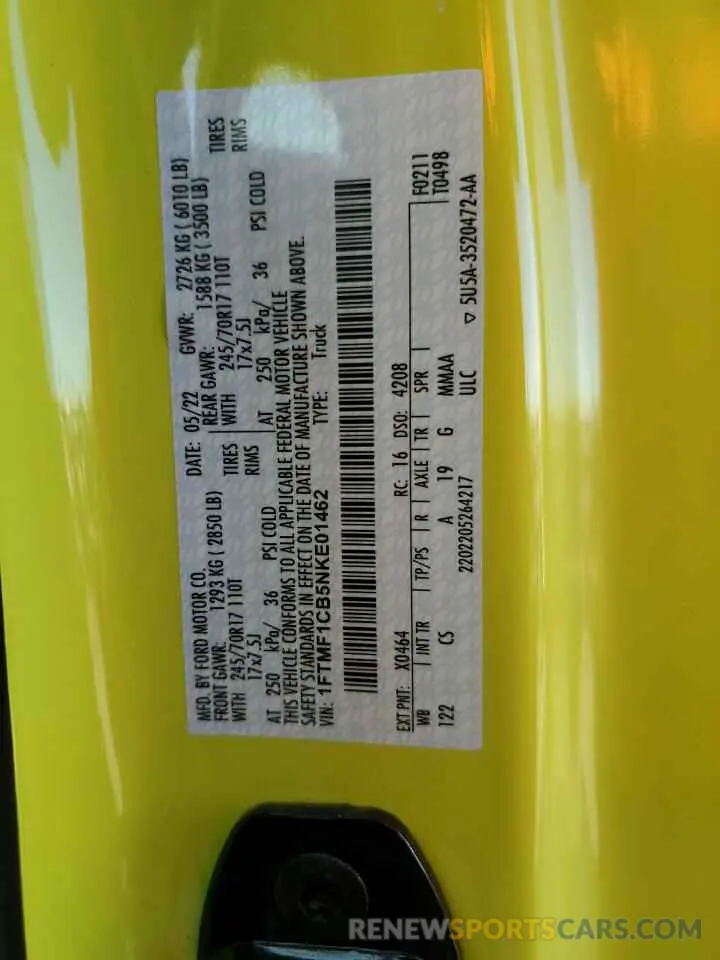 MFD. BY FORD MOTOR CO.
DATE: 05/22 GVWR: 2726 KG ( 6010 LB)
FRONT GAWR: 1293 KG ( 2850 LB) REAR GAWR: 1588 KG ( 3500 LB)
WITH 245/70R17 110T TIRES WITH 245/70R17 110T TIRES
17x7.5J RIMS 17x7.5J RIMS
AT 250 kPa/ 36 PSI COLD AT 250 kPa/ 36 PSI COLD
THIS VEHICLE CONFORMS TO ALL APPLICABLE FEDERAL MOTOR VEHICLE
SAFETY STANDARDS IN EFFECT ON THE DATE OF MANUFACTURE SHOWN ABOVE.
VIN: 1FTMF1CB5NKE01462 TYPE: Truck
EXT PNT: X0464 RC: 16 DSO: 4208 F0211
WB INT TR TP/PS R AXLE TR SPR T0498
122 CS A 19 G MMAA
2202205264217 ULC ▽ 5U5A-3520472-AA
RENEWSPORTSCARS.COM